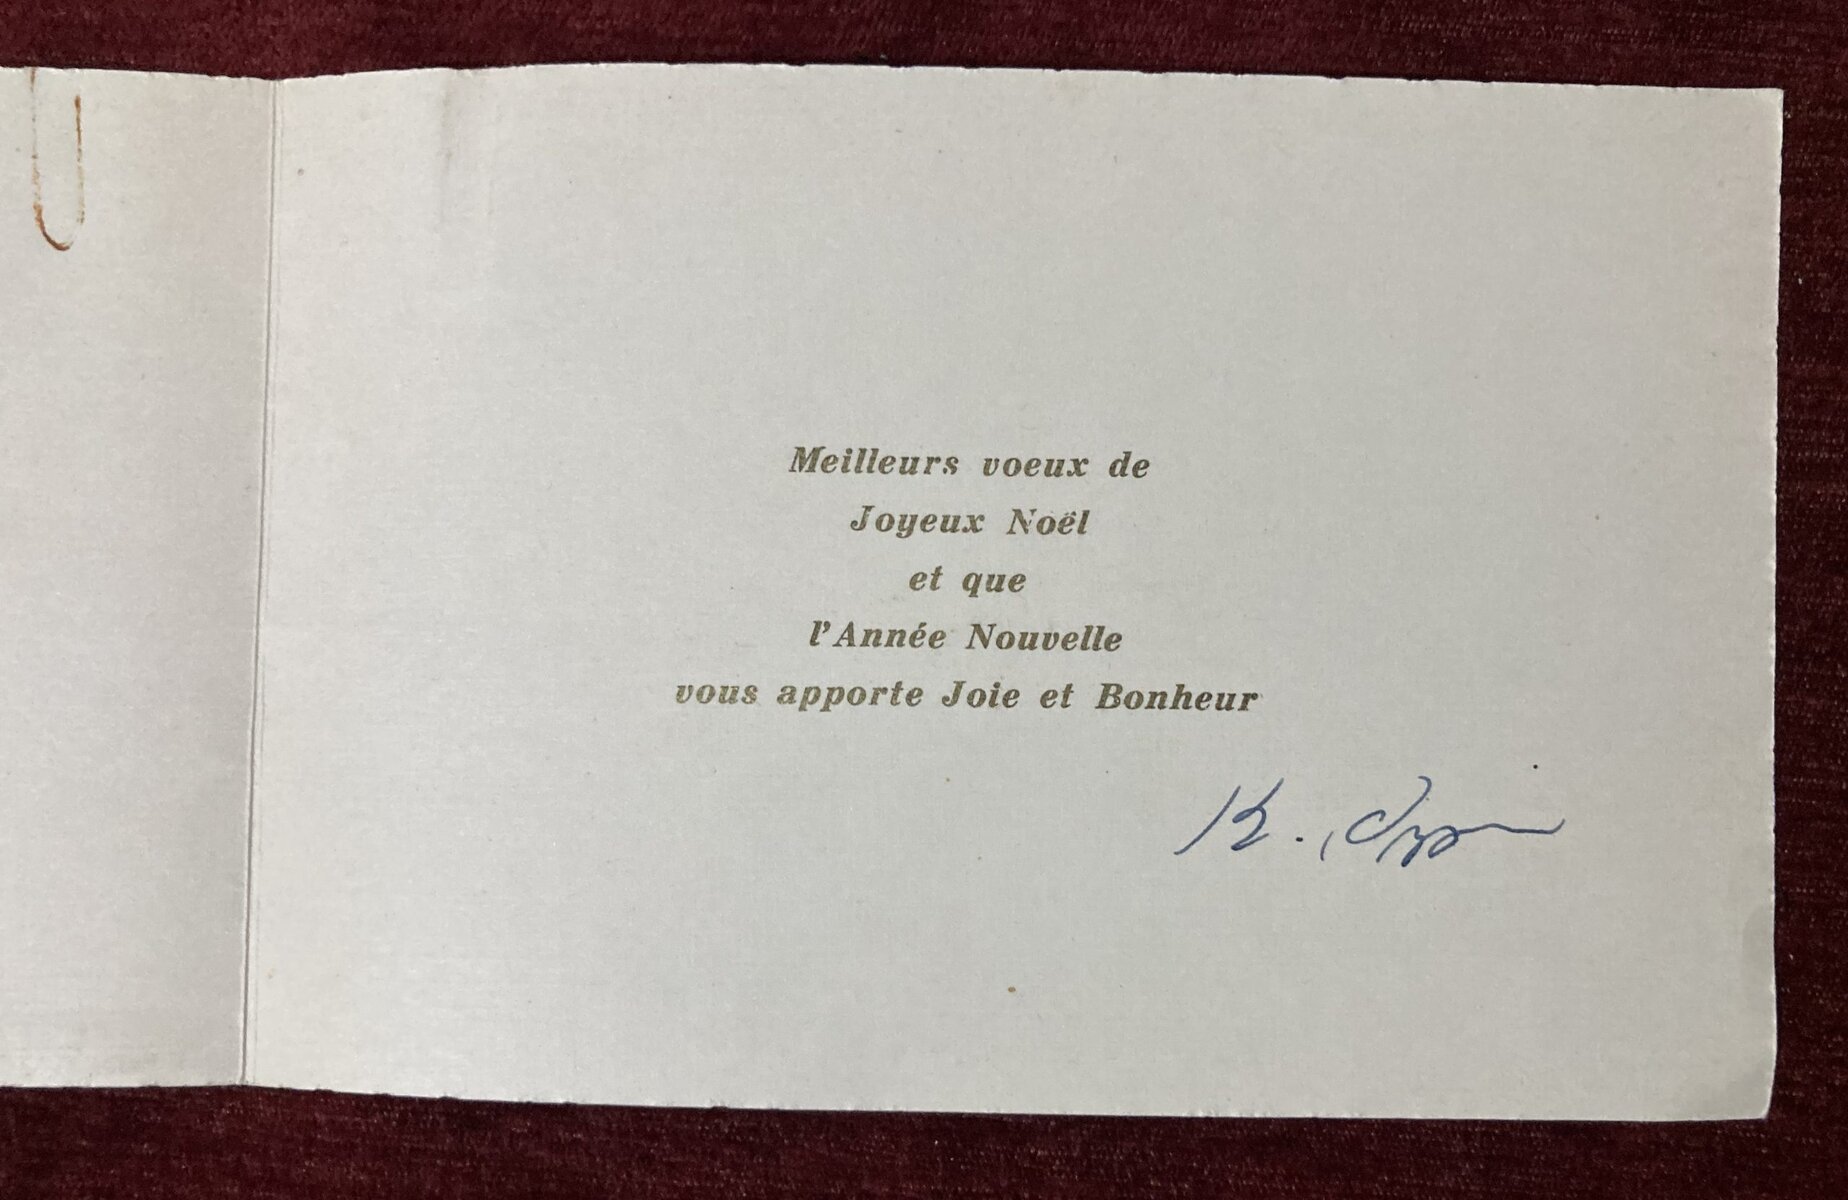 Meilleurs voeux de
Joyeux Noël
et que
l'Année Nouvelle
vous apporte Joie et Bonheur
K.